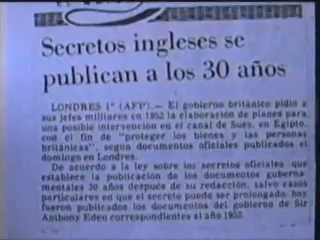 Secretos ingleses se
publican a los 30 años
LONDRES 1º (AFP).— El gobierno británico pidió a
sus jefes militares en 1952 la elaboración de planes para
una posible intervención en el canal de Suez, en Egipto,
con el fin de "proteger los bienes y las personas
británicas", según documentos oficiales publicados el
domingo en Londres.
De acuerdo a la ley sobre los secretos oficiales que
establece la publicación de los documentos guberna-
mentales 30 años después de su redacción, salvo casos
particulares en que el secreto puede ser prolongado, hoy
fueron publicados los documentos del gobierno de Sir
Anthony Eden correspondientes al año 1952.